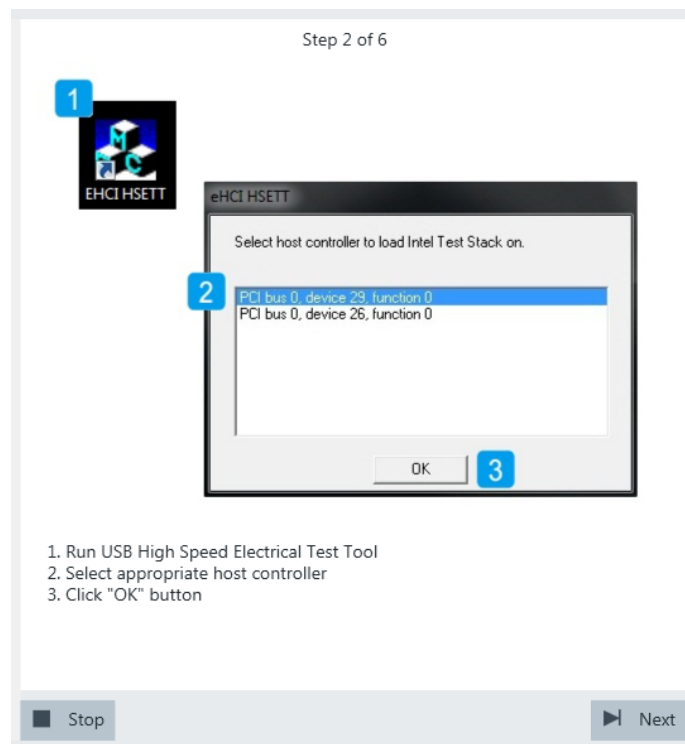 Step 2 of 6
1
M
C
EHCI HSETT
eHCI HSETT
Select host controller to load Intel Test Stack on.
2
PCI bus 0, device 29, function 0
PCI bus 0, device 26, function 0
OK
3
1. Run USB High Speed Electrical Test Tool
2. Select appropriate host controller
3. Click "OK" button
Stop
Next